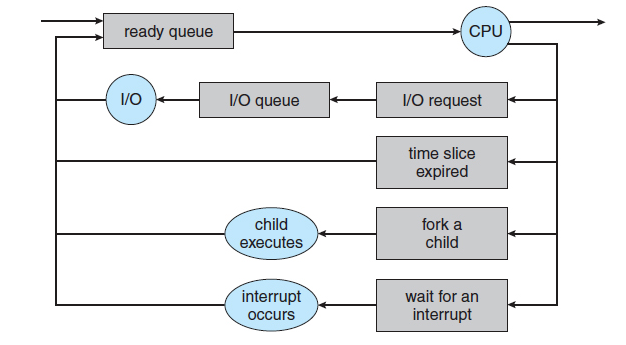 ready queue
CPU
I/O
I/O queue
I/O request
time slice
expired
child
executes
fork a
child
interrupt
occurs
wait for an
interrupt